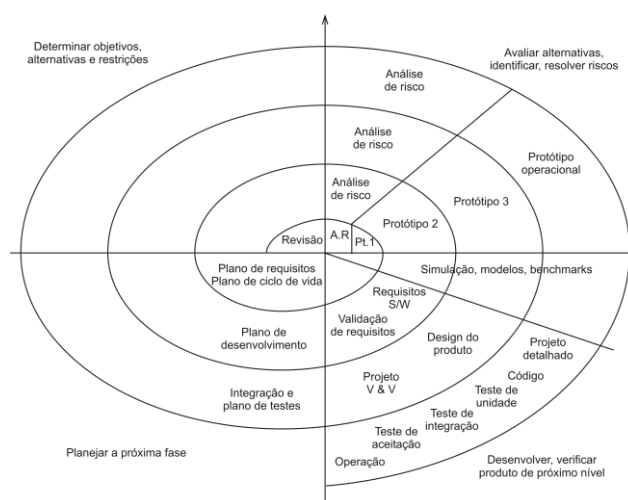 Determinar objetivos,
alternativas e restrições
Avaliar alternativas,
identificar, resolver riscos
Análise
de risco
Análise
de risco
Análise
de risco
Protótipo
operacional
Protótipo 3
Protótipo 2
Revisão
A.R
Pt.1
Plano de requisitos
Plano de ciclo de vida
Simulação, modelos, benchmarks
Requisitos
S/W
Validação
de requisitos
Plano de
desenvolvimento
Design do
produto
Projeto
detalhado
Código
Teste de
unidade
Integração e
plano de testes
Projeto
V & V
Teste de
integração
Teste de
aceitação
Operação
Planejar a próxima fase
Desenvolver, verificar
produto de próximo nível